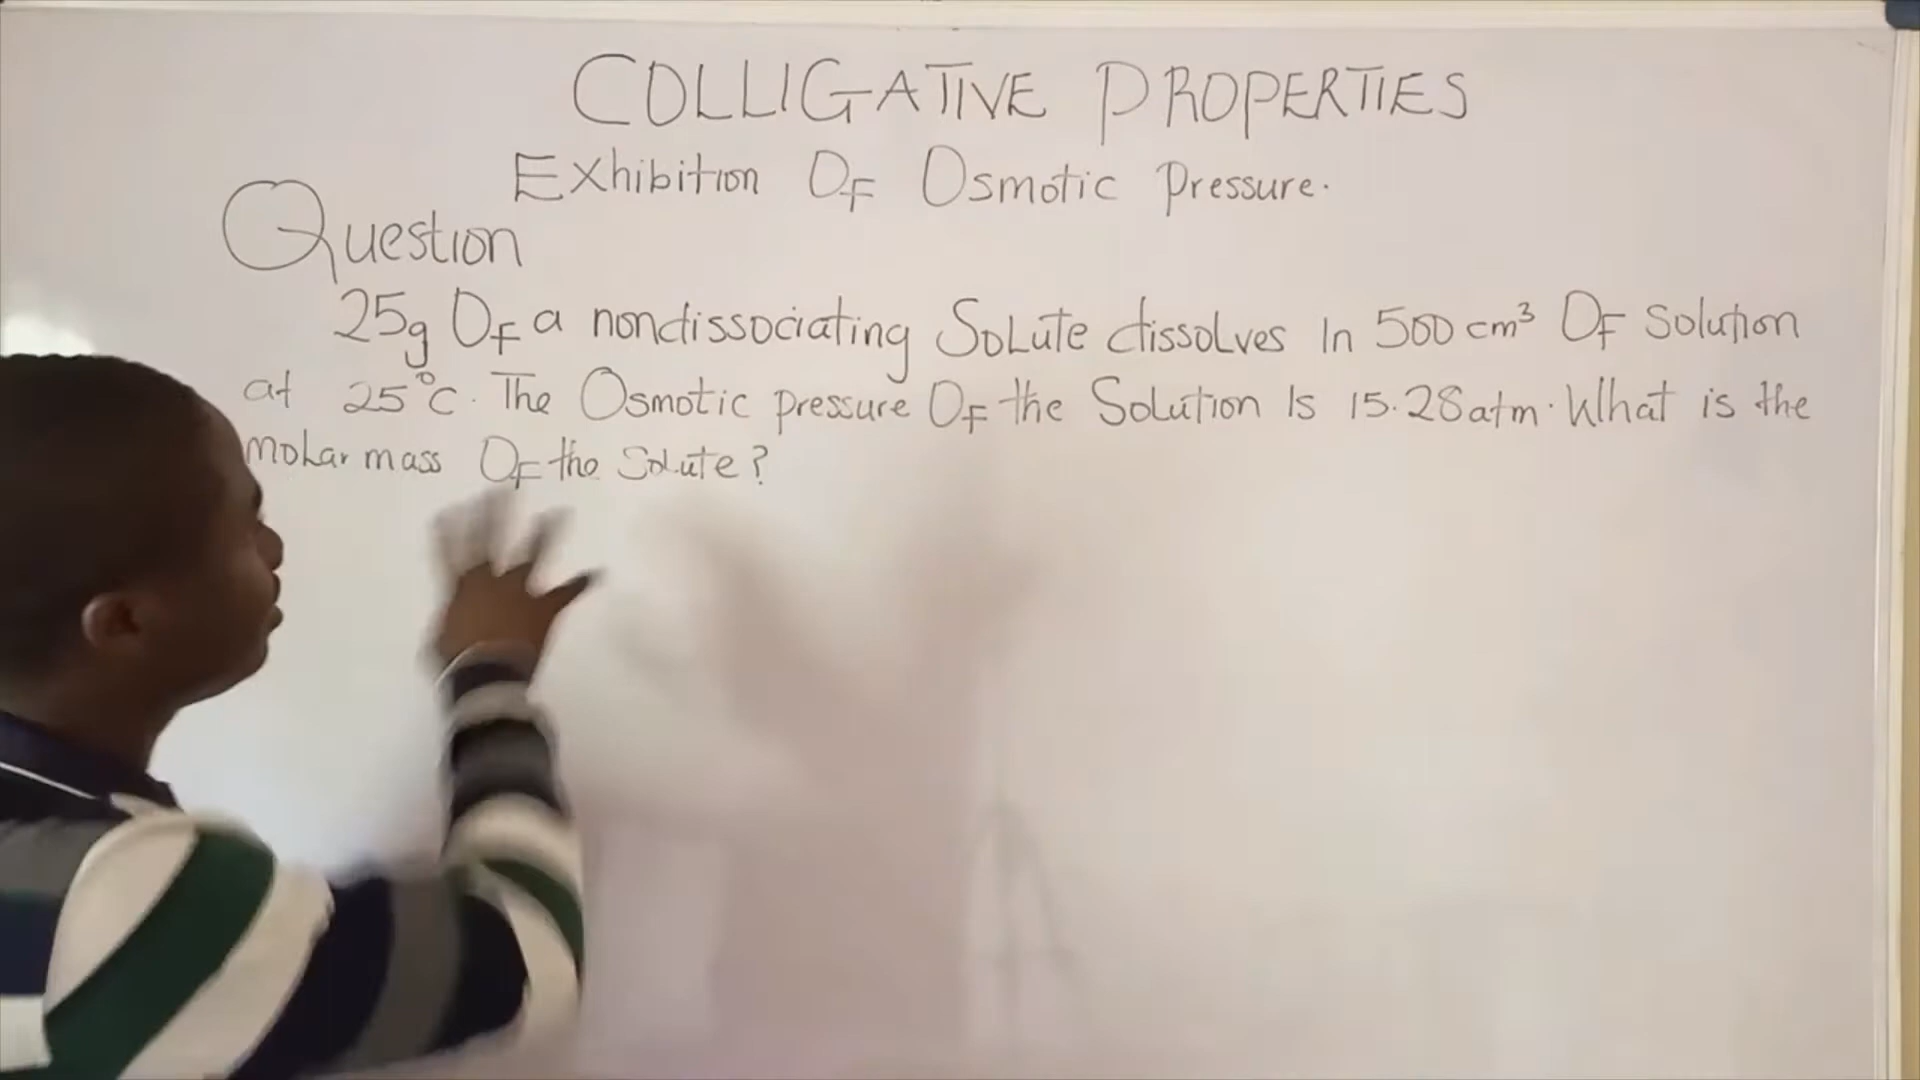 COLLIGATIVE PROPERTIES
Exhibition Of Osmotic Pressure.
Question
25g Of a nondissociating Solute dissolves In 500 cm³ Of Solution
at 25°C. The Osmotic pressure Of the Solution Is 15.28atm. What is the
molar mass Of the Solute?